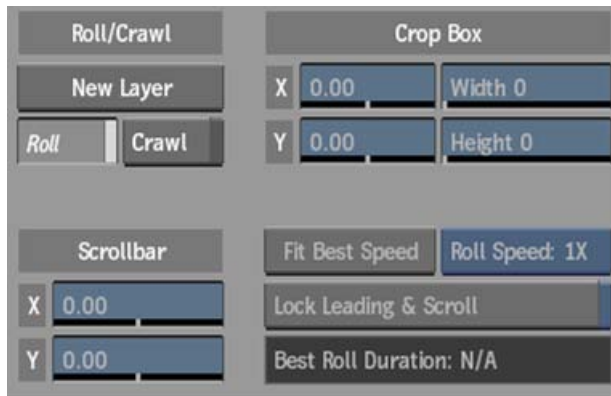 Roll/Crawl
Crop Box
New Layer
X 0.00 Width 0
Roll Crawl
Y 0.00 Height 0
Scrollbar
Fit Best Speed Roll Speed: 1X
X 0.00
Lock Leading & Scroll
Y 0.00
Best Roll Duration: N/A